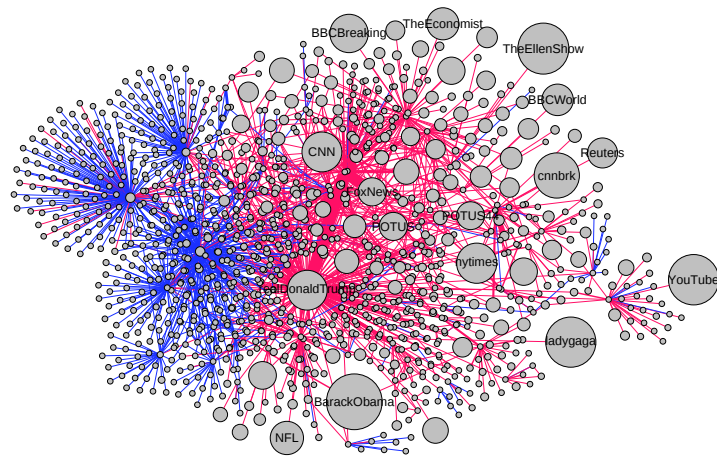 TheEconomist
BBCBreaking
TheEllenShow
BBCWorld
CNN
Reuters
cnnbrk
FoxNews
POTUS44
POTUS
nytimes
YouTube
realDonaldTrump
ladygaga
BarackObama
NFL